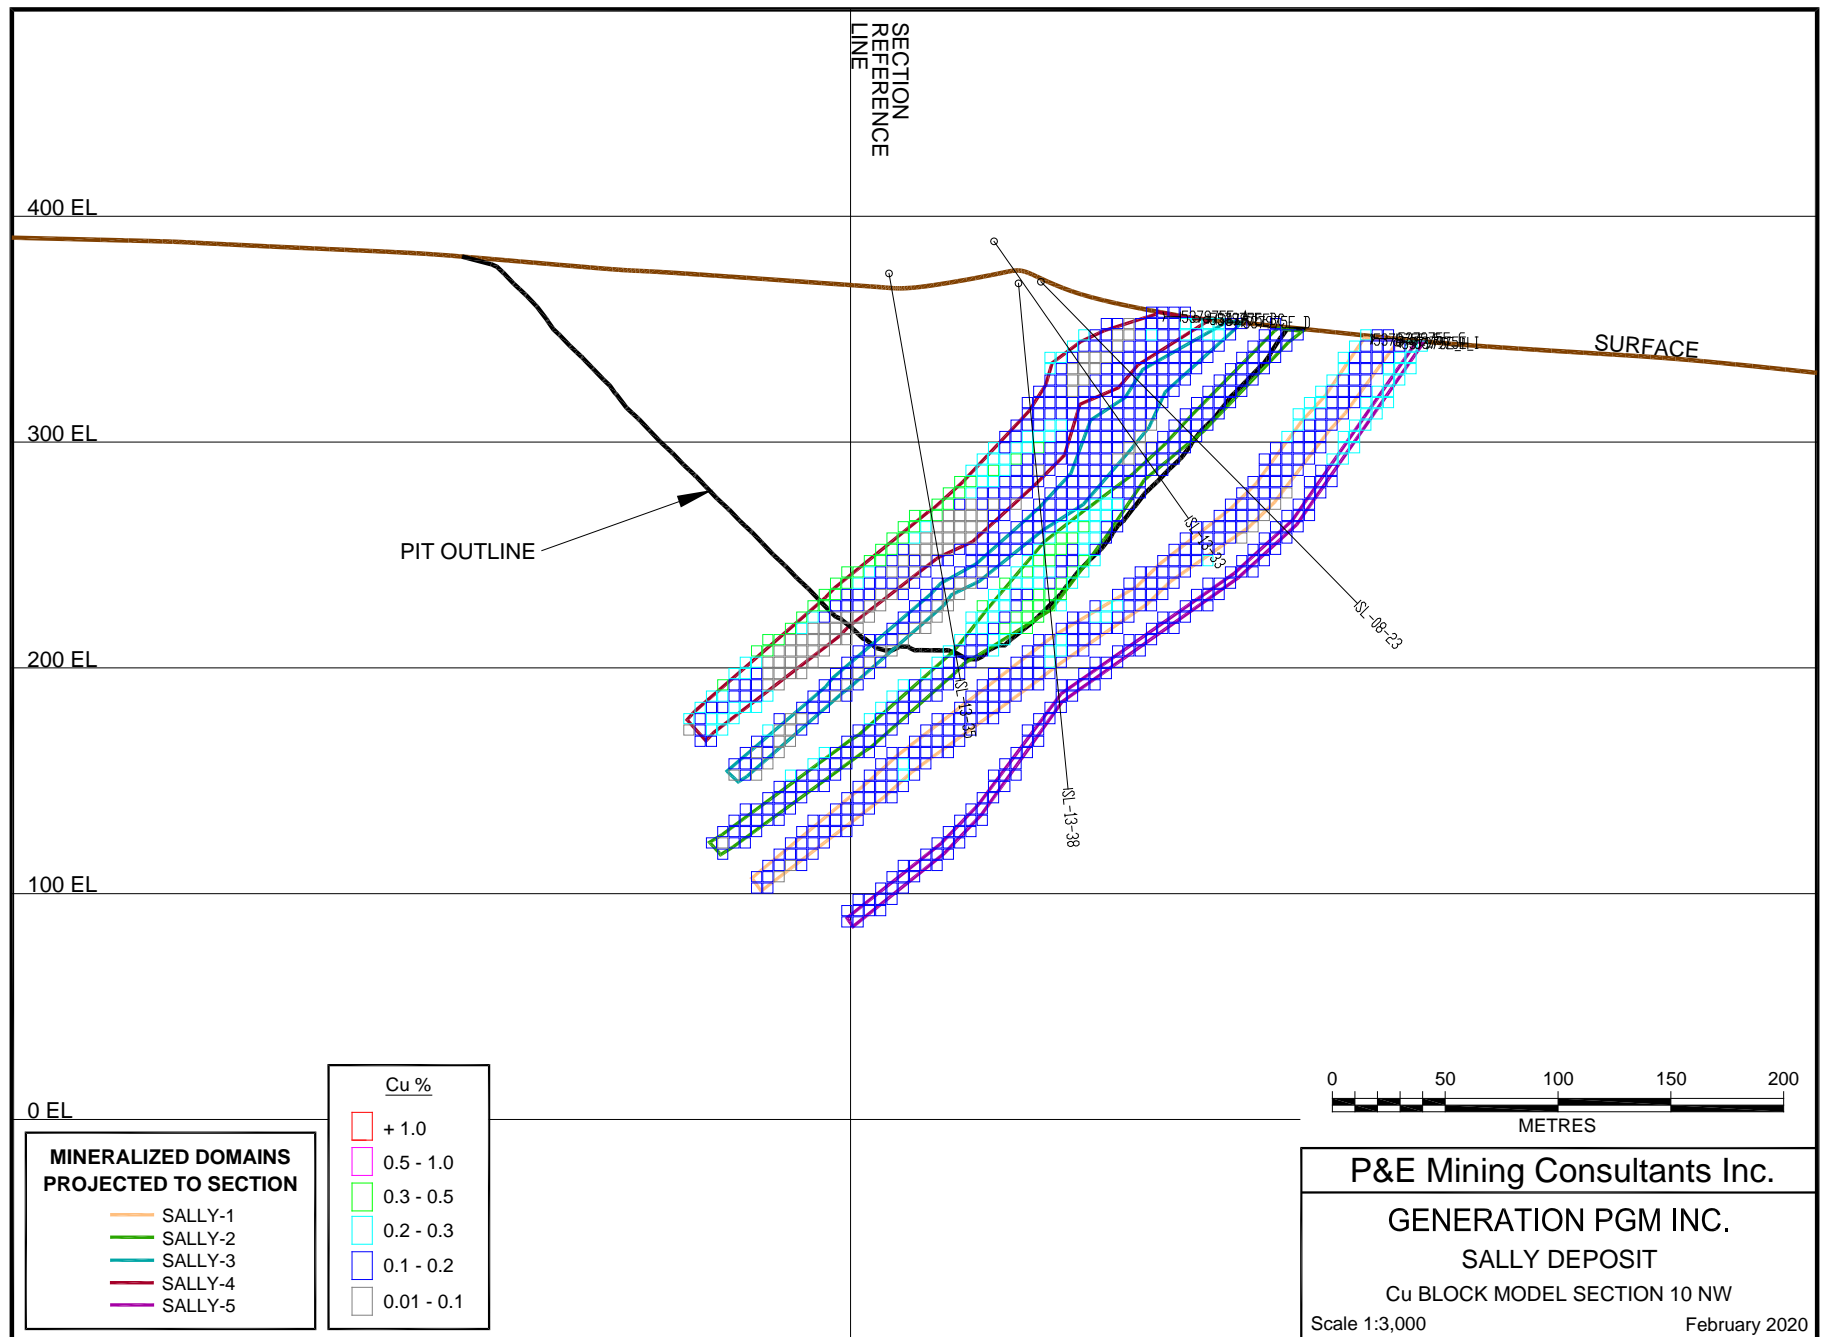 SECTION
REFERENCE
LINE
400 EL
SURFACE
300 EL
PIT OUTLINE
SL-13-33
SL-08-23
200 EL
SL-13-35
SL-13-38
100 EL
0 EL
MINERALIZED DOMAINS
PROJECTED TO SECTION
SALLY-1
SALLY-2
SALLY-3
SALLY-4
SALLY-5
Cu %
+ 1.0
0.5 - 1.0
0.3 - 0.5
0.2 - 0.3
0.1 - 0.2
0.01 - 0.1
0 50 100 150 200
METRES
P&E Mining Consultants Inc.
GENERATION PGM INC.
SALLY DEPOSIT
Cu BLOCK MODEL SECTION 10 NW
Scale 1:3,000 February 2020